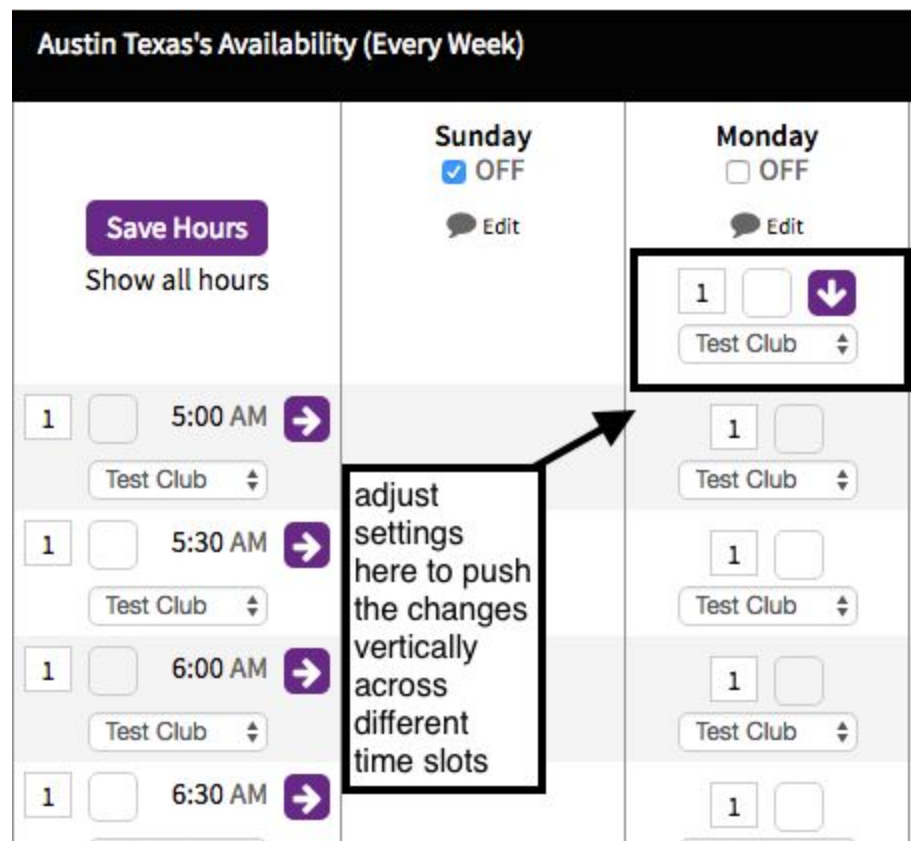 Austin Texas's Availability (Every Week)
Sunday Monday
OFF OFF
Save Hours Edit Edit
Show all hours
1
Test Club
1 5:00 AM 1
Test Club Test Club
adjust
settings
here to push
the changes
vertically
across
different
time slots
1 5:30 AM 1
Test Club Test Club
1 6:00 AM 1
Test Club Test Club
1 6:30 AM 1